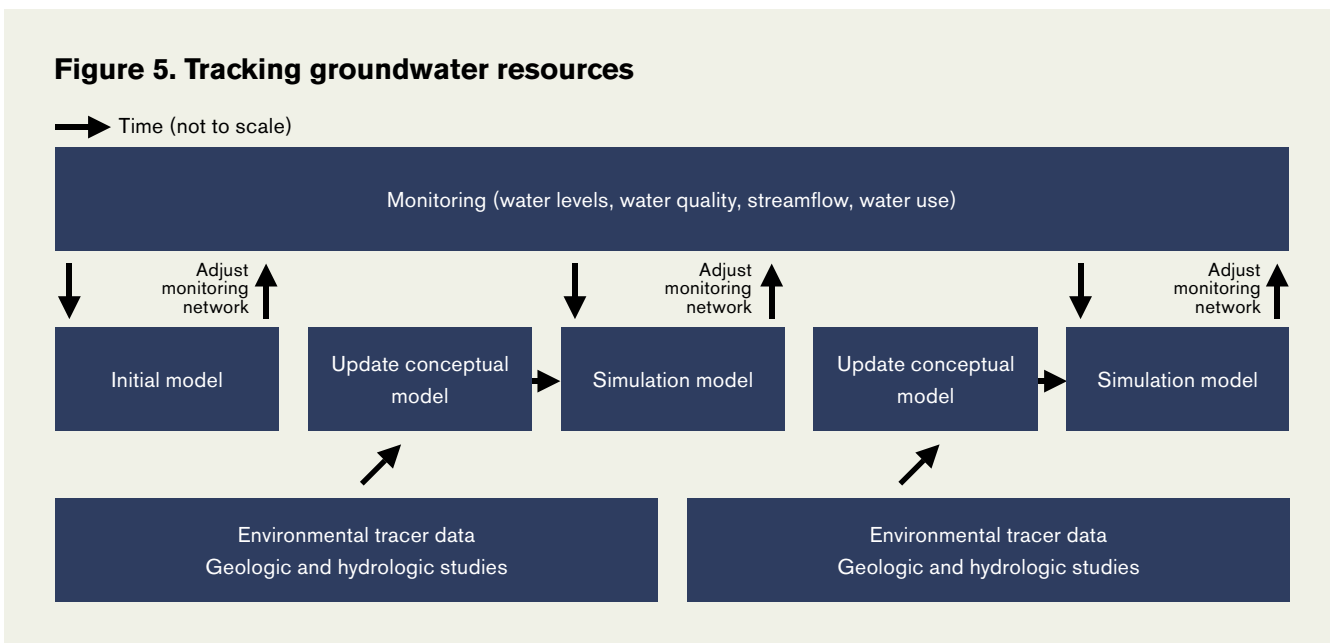 Figure 5. Tracking groundwater resources
Time (not to scale)
Monitoring (water levels, water quality, streamflow, water use)
Adjust
monitoring
network
Adjust
monitoring
network
Adjust
monitoring
network
Initial model
Update conceptual
model
Simulation model
Update conceptual
model
Simulation model
Environmental tracer data
Geologic and hydrologic studies
Environmental tracer data
Geologic and hydrologic studies